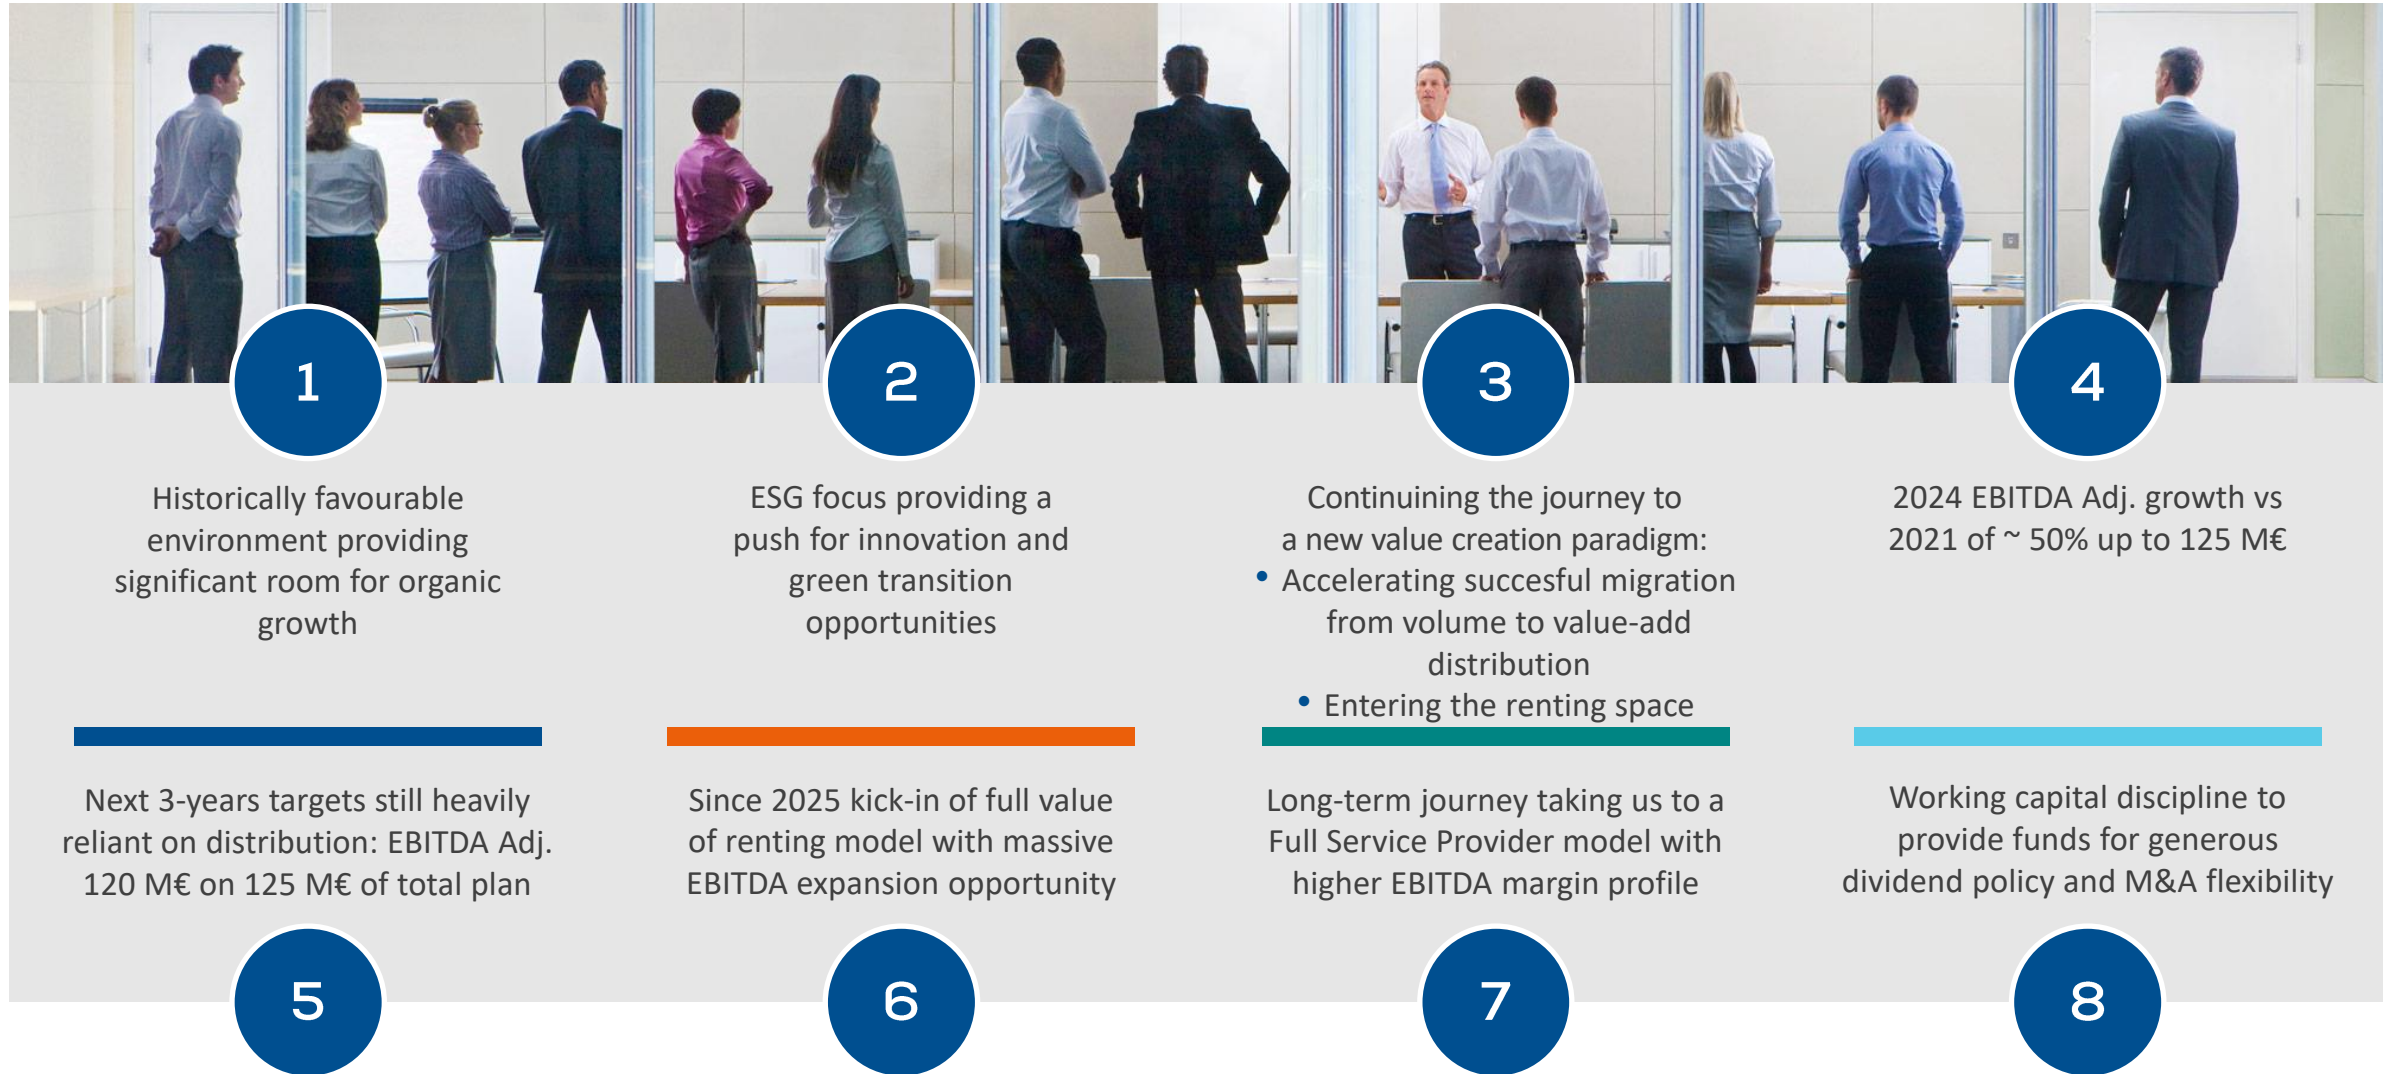 1
Historically favourable
environment providing
significant room for organic
growth
2
ESG focus providing a
push for innovation and
green transition
opportunities
3
Continuining the journey to
a new value creation paradigm:
• Accelerating succesful migration
from volume to value-add
distribution
• Entering the renting space
4
2024 EBITDA Adj. growth vs
2021 of ~ 50% up to 125 M€
Next 3-years targets still heavily
reliant on distribution: EBITDA Adj.
120 M€ on 125 M€ of total plan
5
Since 2025 kick-in of full value
of renting model with massive
EBITDA expansion opportunity
6
Long-term journey taking us to a
Full Service Provider model with
higher EBITDA margin profile
7
Working capital discipline to
provide funds for generous
dividend policy and M&A flexibility
8